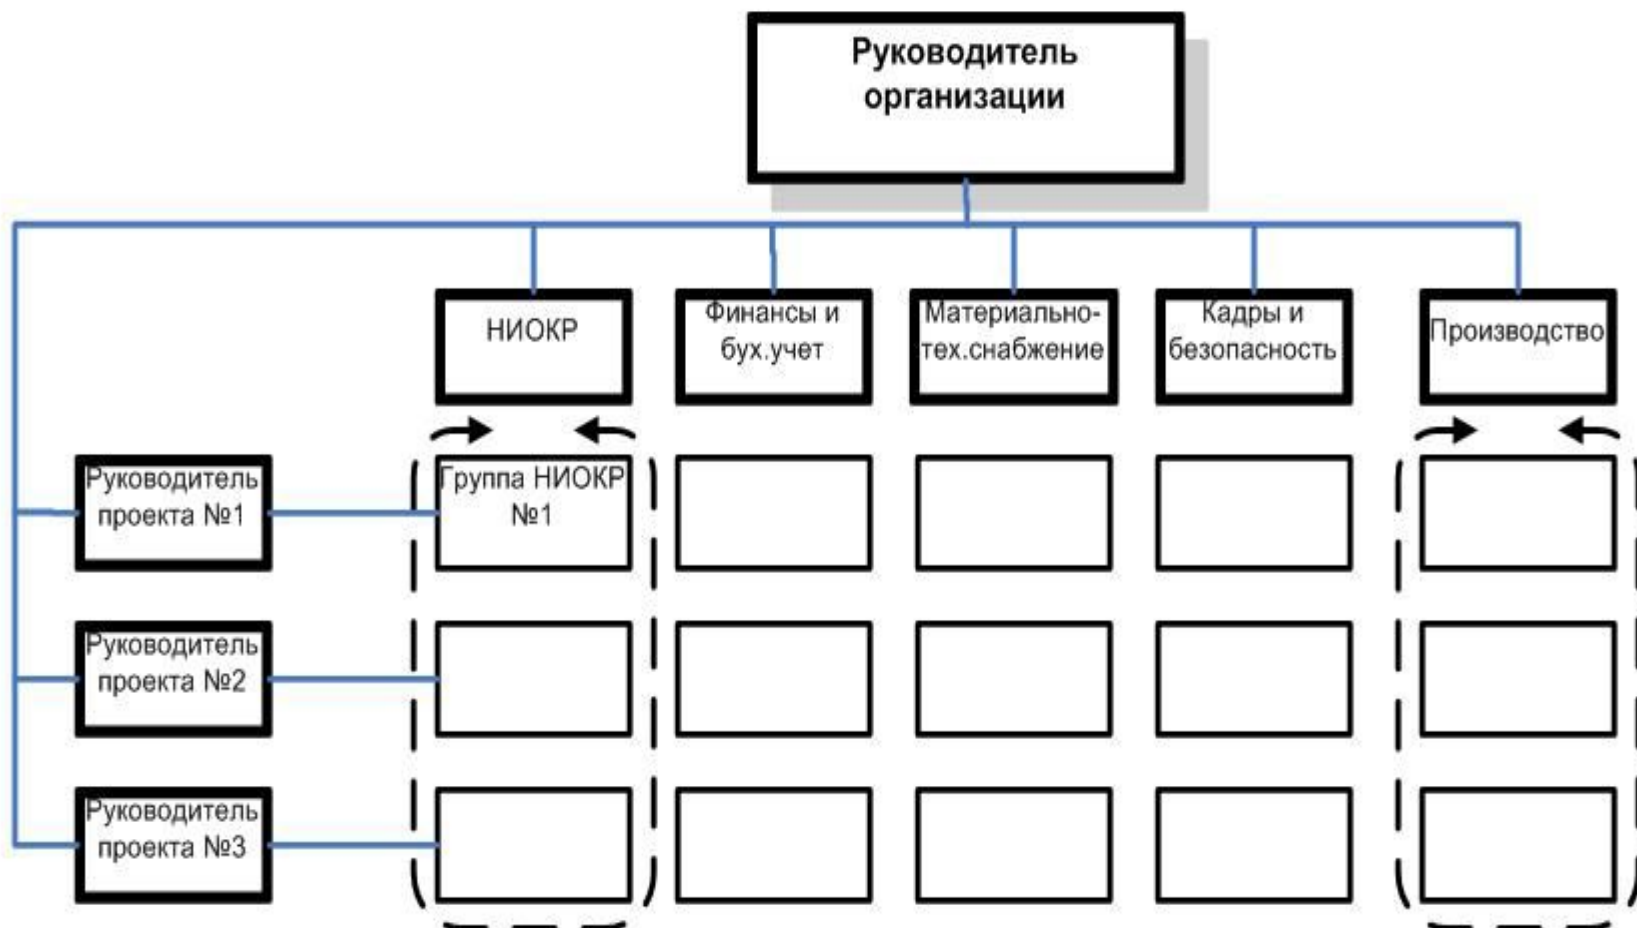 Руководитель
организации
НИОКР
Финансы и
бух.учет
Материально-
тех.снабжение
Кадры и
безопасность
Производство
Руководитель
проекта №1
Группа НИОКР
№1
Руководитель
проекта №2
Руководитель
проекта №3